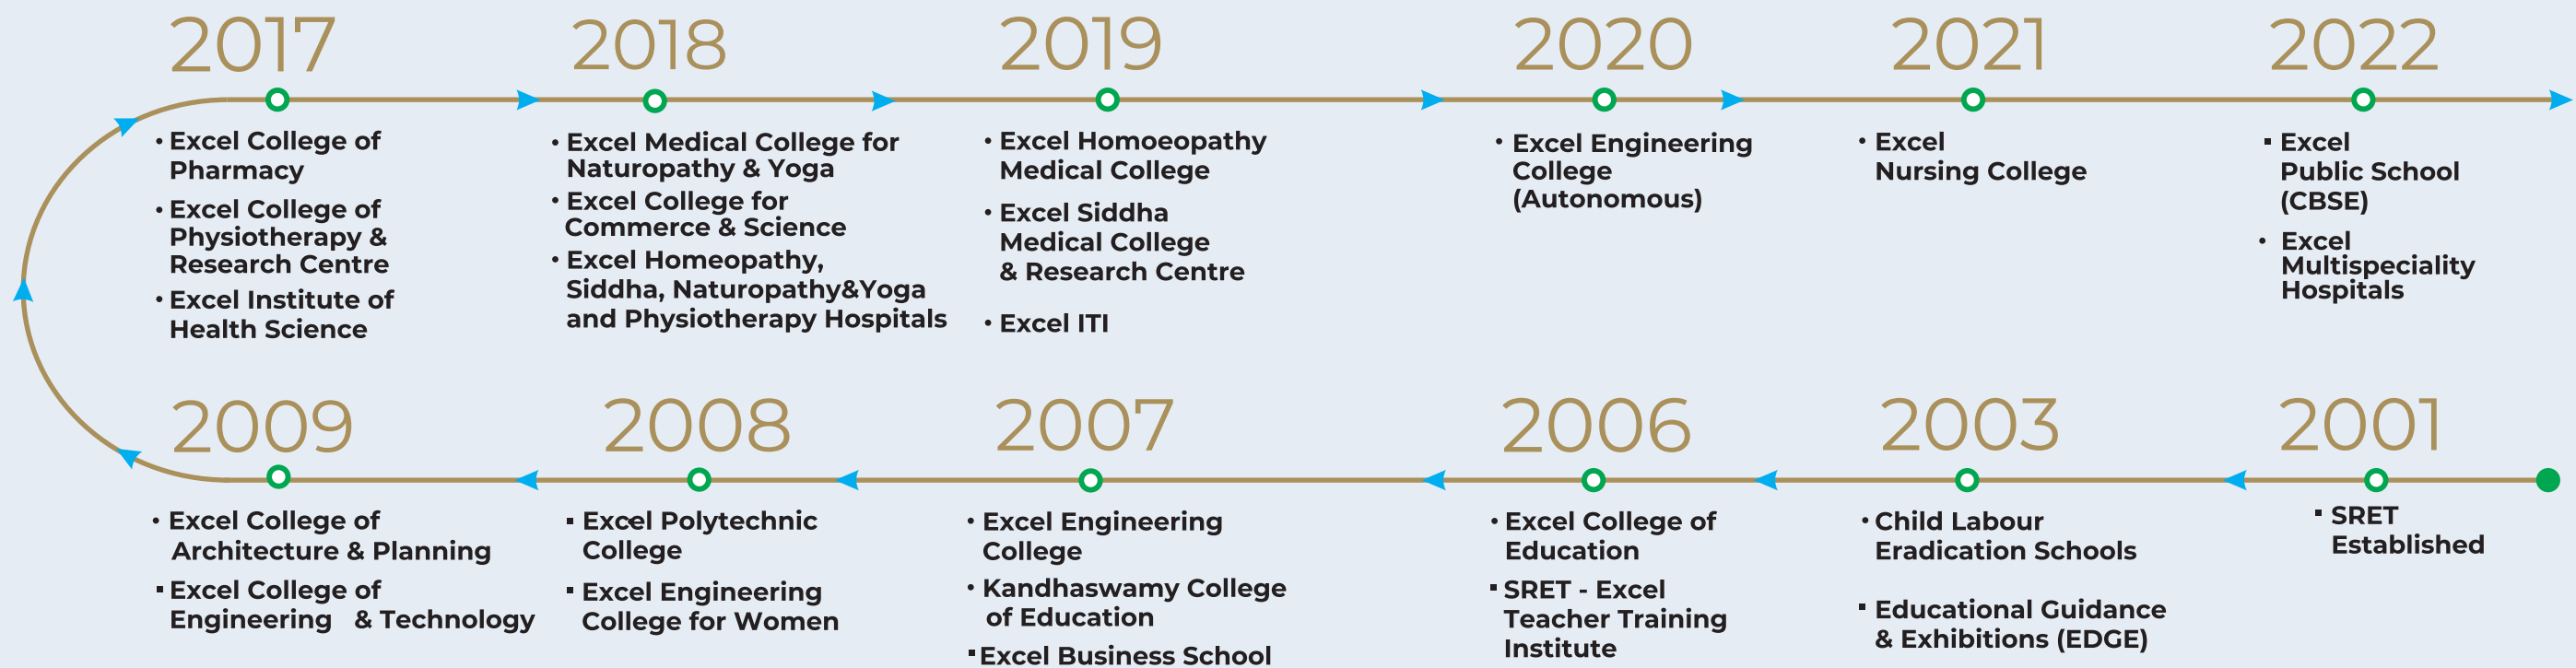 2017
Excel College of
Pharmacy
Excel College of
Physiotherapy &
Research Centre
Excel Institute of
Health Science
2018
Excel Medical College for
Naturopathy & Yoga
Excel College for
Commerce & Science
Excel Homeopathy,
Siddha, Naturopathy&Yoga
and Physiotherapy Hospitals
2019
Excel Homoeopathy
Medical College
Excel Siddha
Medical College
& Research Centre
Excel ITI
2020
Excel Engineering
College
(Autonomous)
2021
Excel
Nursing College
2022
Excel
Public School
(CBSE)
Excel
Multispeciality
Hospitals
2009
Excel College of
Architecture & Planning
Excel College of
Engineering & Technology
2008
Excel Polytechnic
College
Excel Engineering
College for Women
2007
Excel Engineering
College
Kandhaswamy College
of Education
Excel Business School
2006
Excel College of
Education
SRET - Excel
Teacher Training
Institute
2003
Child Labour
Eradication Schools
Educational Guidance
& Exhibitions (EDGE)
2001
SRET
Established